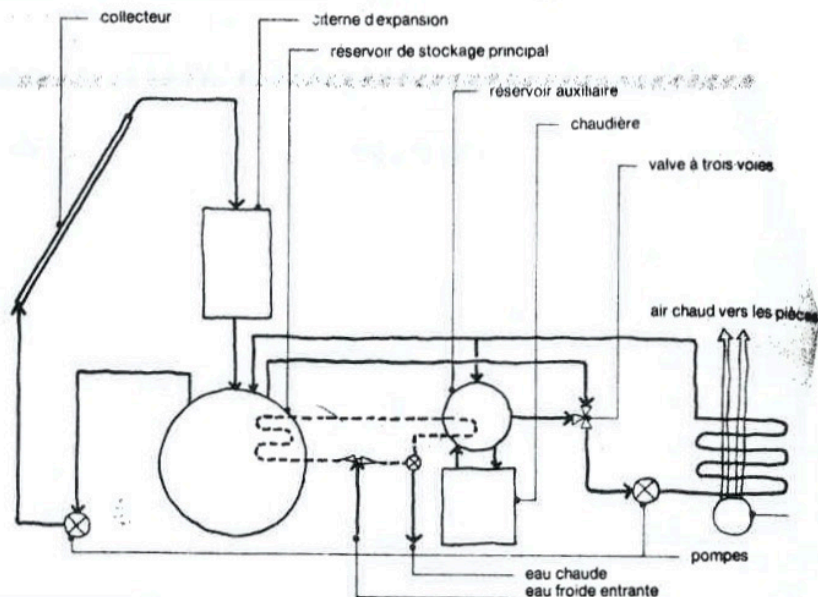 collecteur
citerne d'expansion
réservoir de stockage principal
réservoir auxiliaire
chaudière
valve à trois voies
air chaud vers les pièces
pompes
eau chaude
eau froide entrante